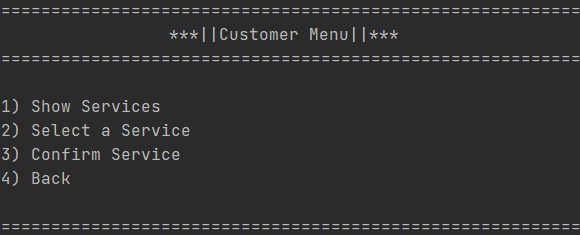 ==========================================================
***||Customer Menu||***
==========================================================
1) Show Services
2) Select a Service
3) Confirm Service
4) Back
==========================================================